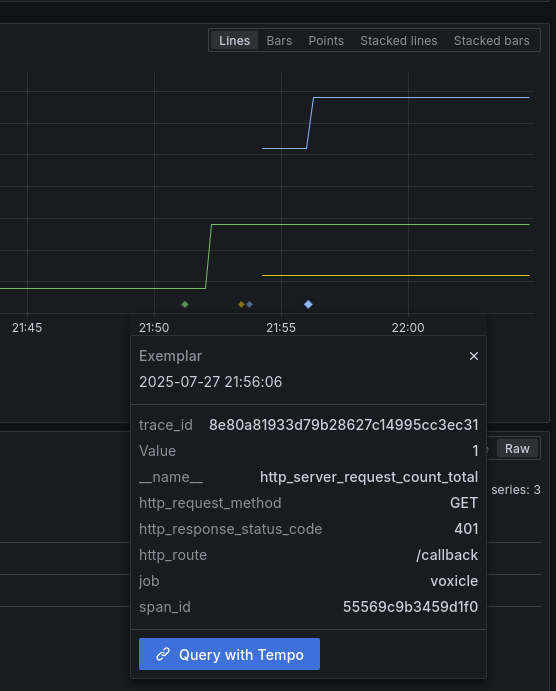 Lines Bars Points Stacked lines Stacked bars
21:45 21:50 21:55 22:00
Exemplar
2025-07-27 21:56:06
trace_id 8e80a81933d79b28627c14995cc3ec31
Value 1
__name__ http_server_request_count_total
http_request_method GET
http_response_status_code 401
http_route /callback
job voxicle
span_id 55569c9b3459d1f0
Query with Tempo
Raw
series: 3